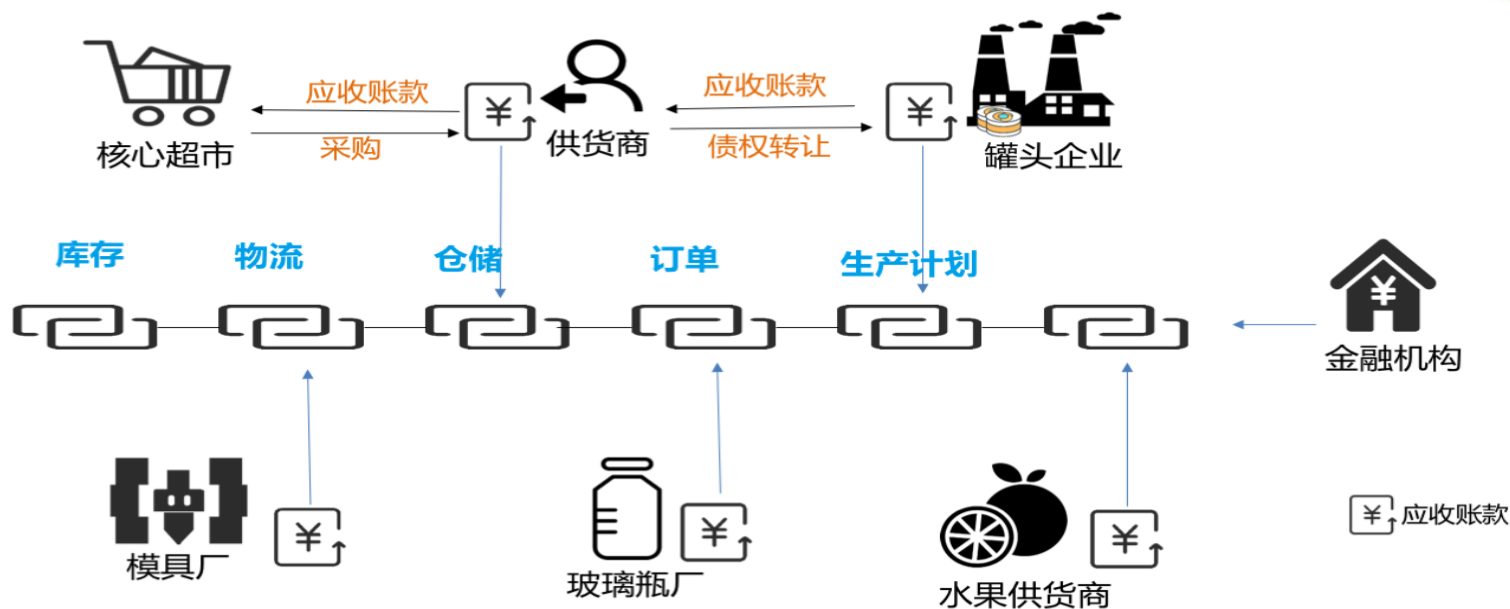 应收账款
应收账款
¥
¥
采购
债权转让
核心超市
供货商
罐头企业
库存
物流
仓储
订单
生产计划
¥
金融机构
¥
¥
¥
¥
应收账款
模具厂
玻璃瓶厂
水果供货商